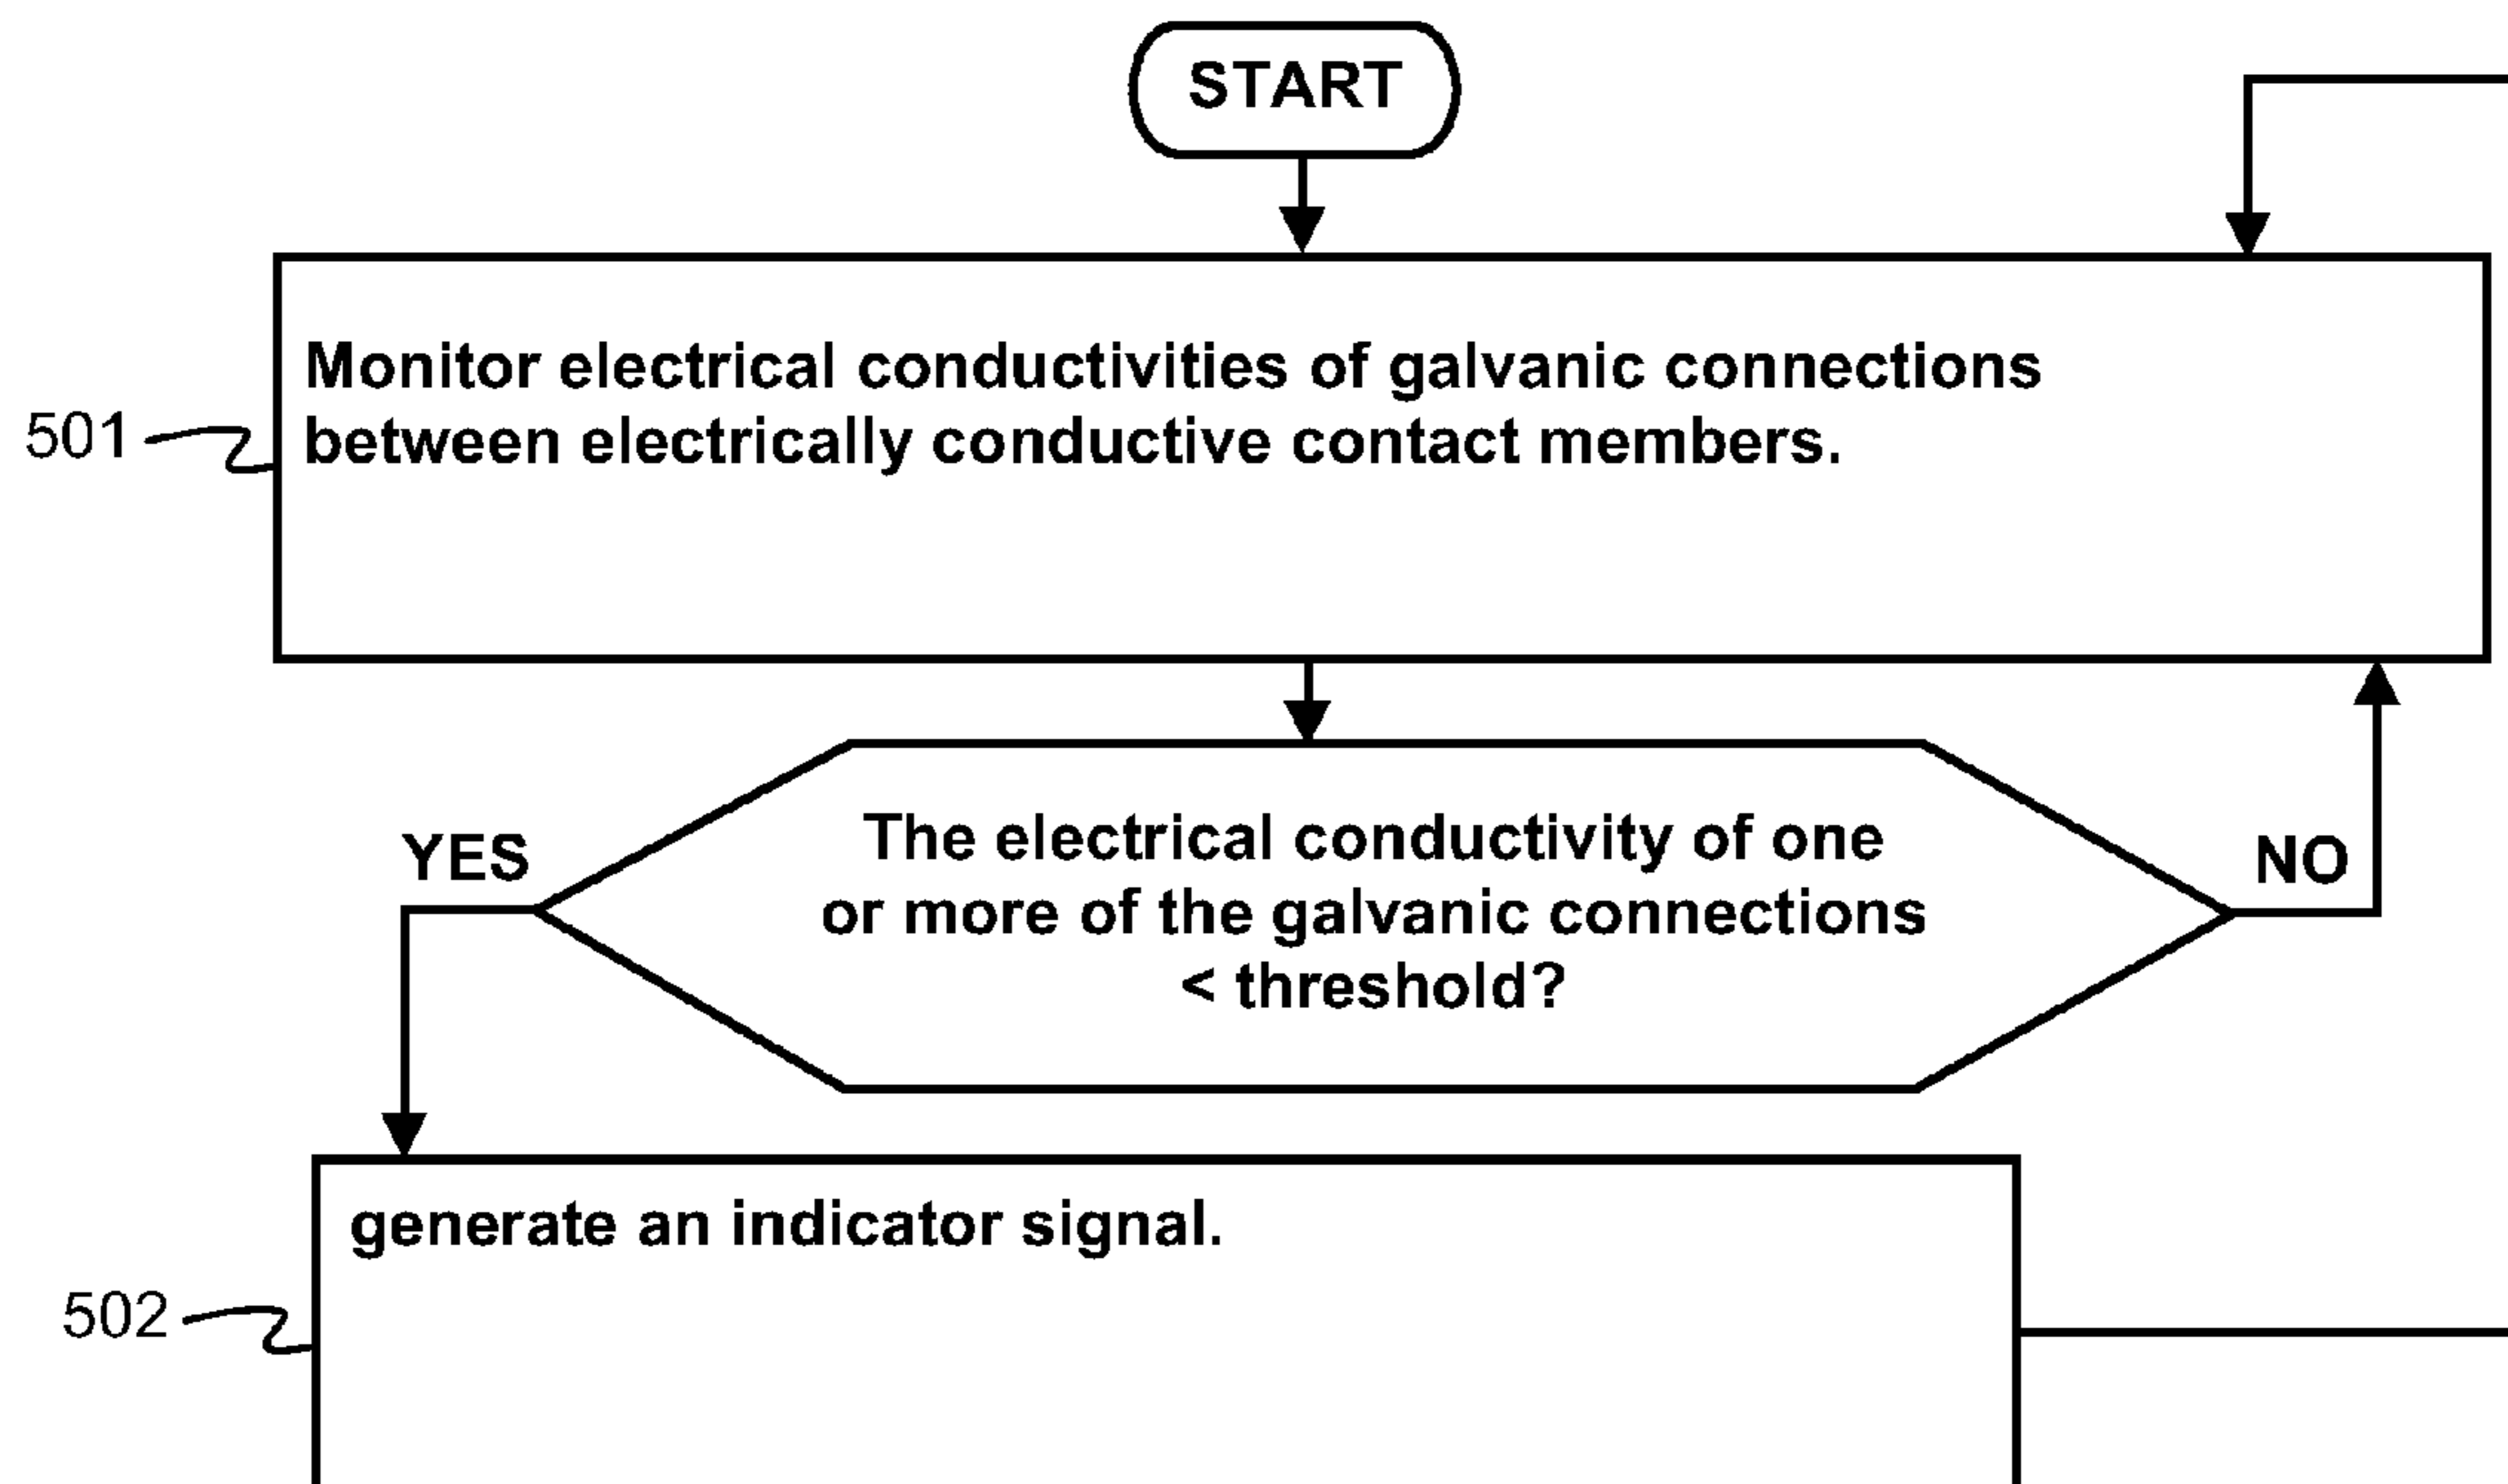 START
Monitor electrical conductivities of galvanic connections
between electrically conductive contact members.
501
The electrical conductivity of one
or more of the galvanic connections
< threshold?
YES
NO
generate an indicator signal.
502